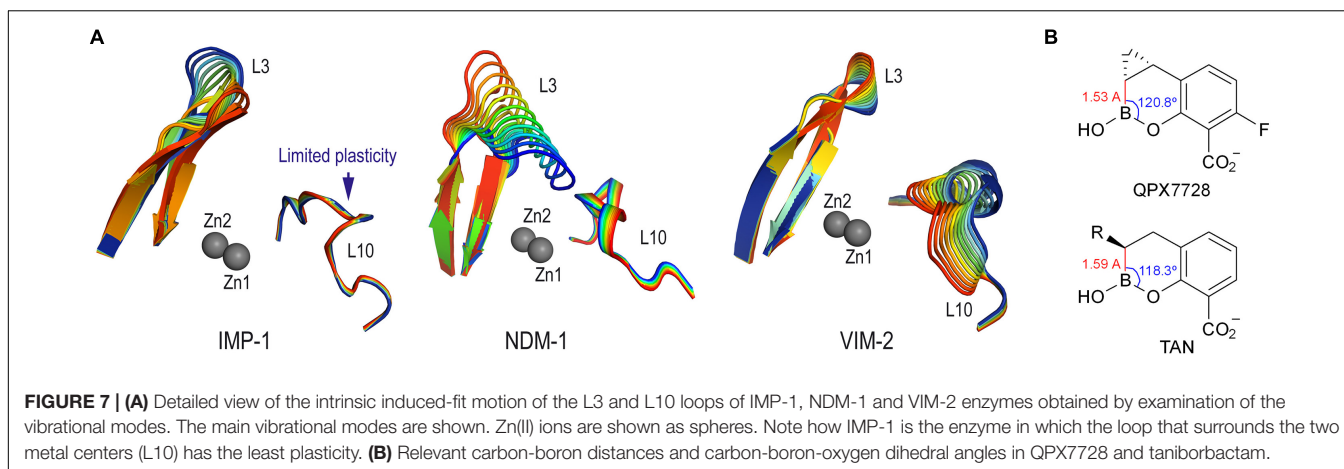 A
L3
Limited plasticity
Zn2
Zn1
L10
IMP-1
L3
Zn2
Zn1
L10
NDM-1
L3
Zn2
Zn1
L10
VIM-2
B
1.53 A
120.8º
HO
B
O
F
CO₂⁻
QPX7728
R
1.59 A
118.3º
HO
B
O
CO₂⁻
TAN
FIGURE 7 | (A) Detailed view of the intrinsic induced-fit motion of the L3 and L10 loops of IMP-1, NDM-1 and VIM-2 enzymes obtained by examination of the
vibrational modes. The main vibrational modes are shown. Zn(II) ions are shown as spheres. Note how IMP-1 is the enzyme in which the loop that surrounds the two
metal centers (L10) has the least plasticity. (B) Relevant carbon-boron distances and carbon-boron-oxygen dihedral angles in QPX7728 and taniborbactam.